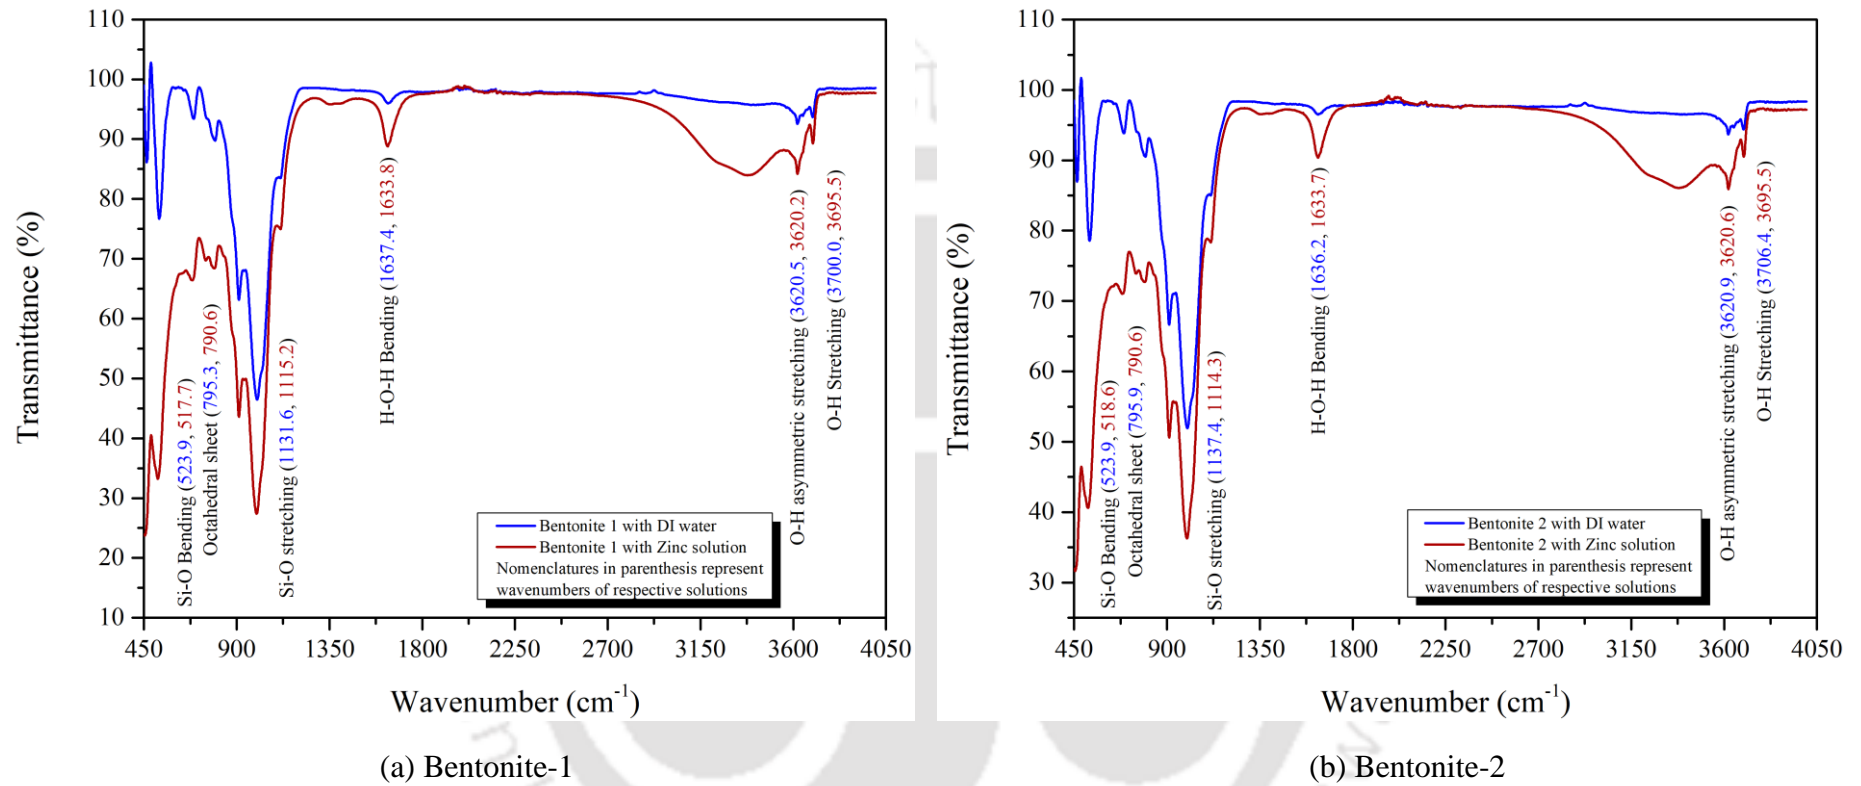 110
100
90
80
70
60
50
40
30
20
10
Transmittance (%)
Si-O Bending (523.9, 517.7)
Octahedral sheet (795.3, 790.6)
Si-O stretching (1131.6, 1115.2)
H-O-H Bending (1637.4, 1633.8)
O-H asymmetric stretching (3620.5, 3620.2)
O-H Stretching (3700.0, 3695.5)
Bentonite 1 with DI water
Bentonite 1 with Zinc solution
Nomenclatures in parenthesis represent
wavenumbers of respective solutions
450 900 1350 1800 2250 2700 3150 3600 4050
Wavenumber (cm-1)
(a) Bentonite-1
110
100
90
80
70
60
50
40
30
Transmittance (%)
Si-O Bending (523.9, 518.6)
Octahedral sheet (795.9, 790.6)
Si-O stretching (1137.4, 1114.3)
H-O-H Bending (1636.2, 1633.7)
O-H asymmetric stretching (3620.9, 3620.6)
O-H Stretching (3706.4, 3695.5)
Bentonite 2 with DI water
Bentonite 2 with Zinc solution
Nomenclatures in parenthesis represent
wavenumbers of respective solutions
450 900 1350 1800 2250 2700 3150 3600 4050
Wavenumber (cm-1)
(b) Bentonite-2